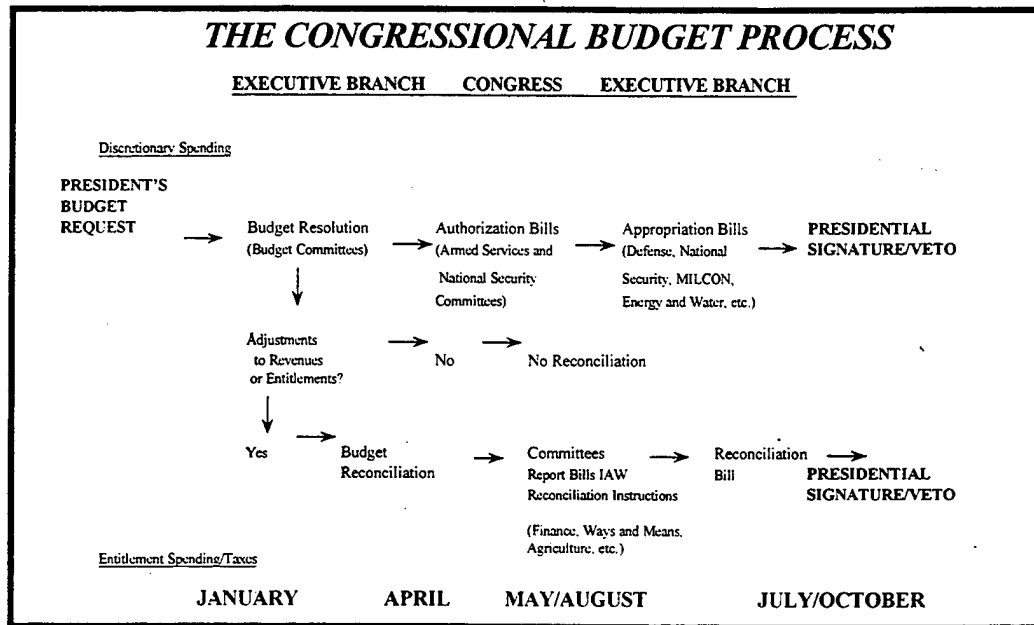 THE CONGRESSIONAL BUDGET PROCESS
EXECUTIVE BRANCH CONGRESS EXECUTIVE BRANCH
Discretionary Spending
PRESIDENT'S
BUDGET
REQUEST
Budget Resolution
(Budget Committees)
Authorization Bills
(Armed Services and
National Security
Committees)
Appropriation Bills
(Defense, National
Security, MILCON,
Energy and Water, etc.)
PRESIDENTIAL
SIGNATURE/VETO
Adjustments
to Revenues
or Entitlements?
No
No Reconciliation
Yes
Budget
Reconciliation
Committees
Report Bills IAW
Reconciliation Instructions
(Finance, Ways and Means,
Agriculture, etc.)
Reconciliation
Bill
PRESIDENTIAL
SIGNATURE/VETO
Entitlement Spending/Taxes
JANUARY APRIL MAY/AUGUST JULY/OCTOBER